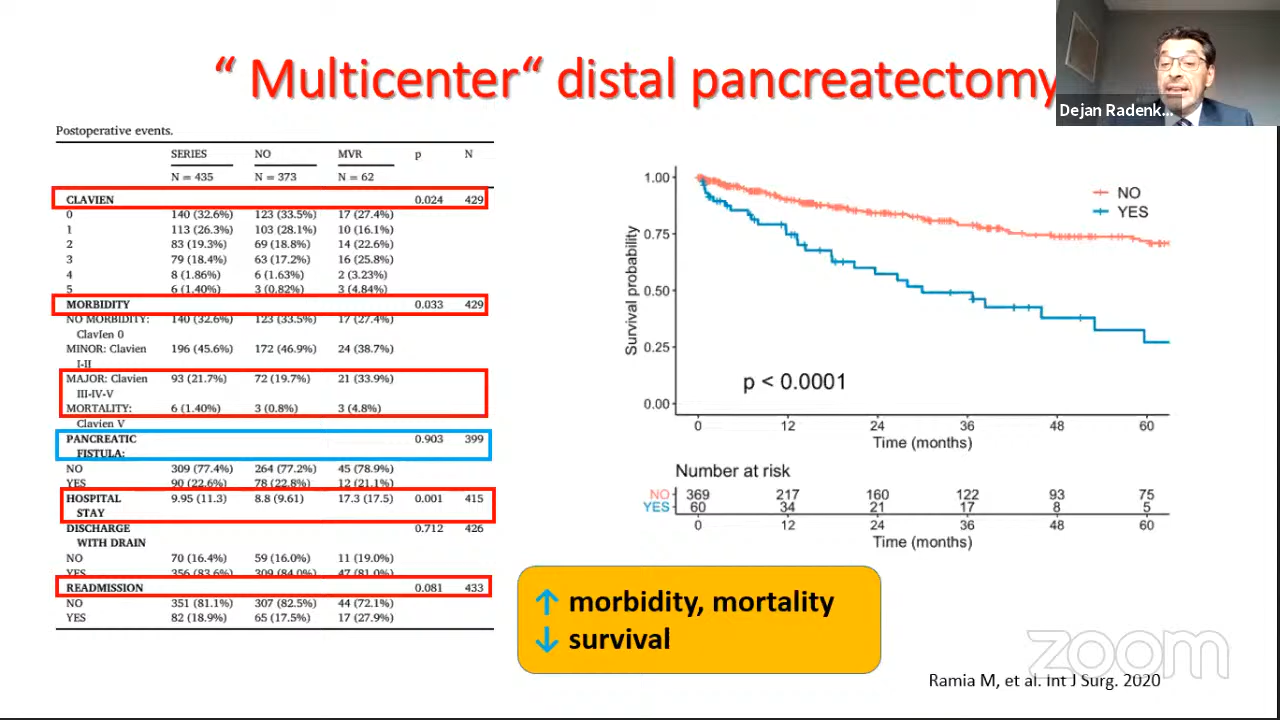 “ Multicenter“ distal pancreatectomy
Dejan Radenk...
Postoperative events.
SERIES NO MVR p N
N = 435 N = 373 N = 62
CLAVIEN 0.024 429
0 140 (32.6%) 123 (33.5%) 17 (27.4%)
1 113 (26.3%) 103 (28.1%) 10 (16.1%)
2 83 (19.3%) 69 (18.8%) 14 (22.6%)
3 79 (18.4%) 63 (17.2%) 16 (25.8%)
4 8 (1.86%) 6 (1.63%) 2 (3.23%)
5 6 (1.40%) 3 (0.82%) 3 (4.84%)
MORBIDITY 0.033 429
NO MORBIDITY: 140 (32.6%) 123 (33.5%) 17 (27.4%)
ClavIen 0
MINOR: Clavien 196 (45.6%) 172 (46.9%) 24 (38.7%)
I-II
MAJOR: Clavien 93 (21.7%) 72 (19.7%) 21 (33.9%)
III-IV-V
MORTALITY: 6 (1.40%) 3 (0.8%) 3 (4.8%)
Clavien V
PANCREATIC 0.903 399
FISTULA:
NO 309 (77.4%) 264 (77.2%) 45 (78.9%)
YES 90 (22.6%) 78 (22.8%) 12 (21.1%)
HOSPITAL 9.95 (11.3) 8.8 (9.61) 17.3 (17.5) 0.001 415
STAY
DISCHARGE 0.712 426
WITH DRAIN
NO 70 (16.4%) 59 (16.0%) 11 (19.0%)
YES 356 (83.6%) 309 (84.0%) 47 (81.0%)
READMISSION 0.081 433
NO 351 (81.1%) 307 (82.5%) 44 (72.1%)
YES 82 (18.9%) 65 (17.5%) 17 (27.9%)
Survival probability
1.00
0.75
0.50
0.25
0.00
NO
YES
p < 0.0001
0 12 24 36 48 60
Time (months)
Number at risk
NO 369 217 160 122 93 75
YES 60 34 21 17 8 5
0 12 24 36 48 60
Time (months)
↑ morbidity, mortality
↓ survival
zoom
Ramia M, et al. Int J Surg. 2020